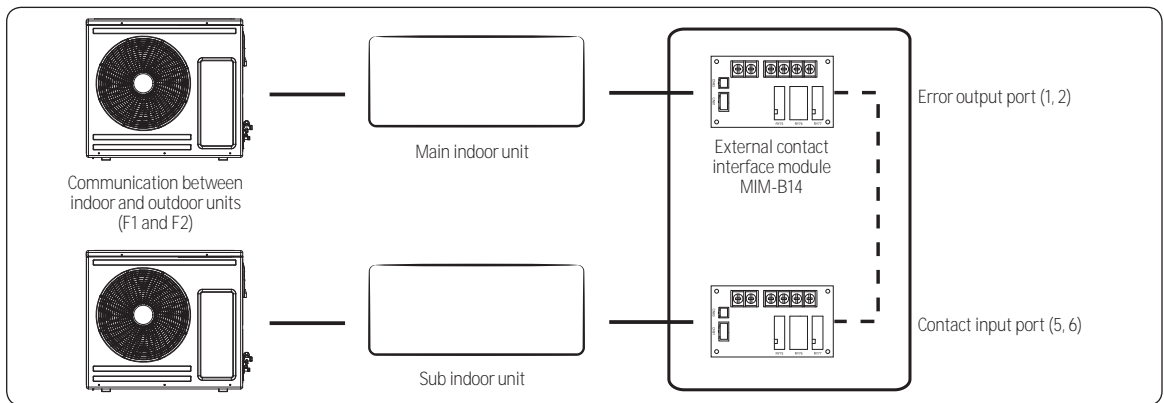 Error output port (1, 2)
Main indoor unit
External contact
interface module
MIM-B14
Communication between
indoor and outdoor units
(F1 and F2)
Contact input port (5, 6)
Sub indoor unit